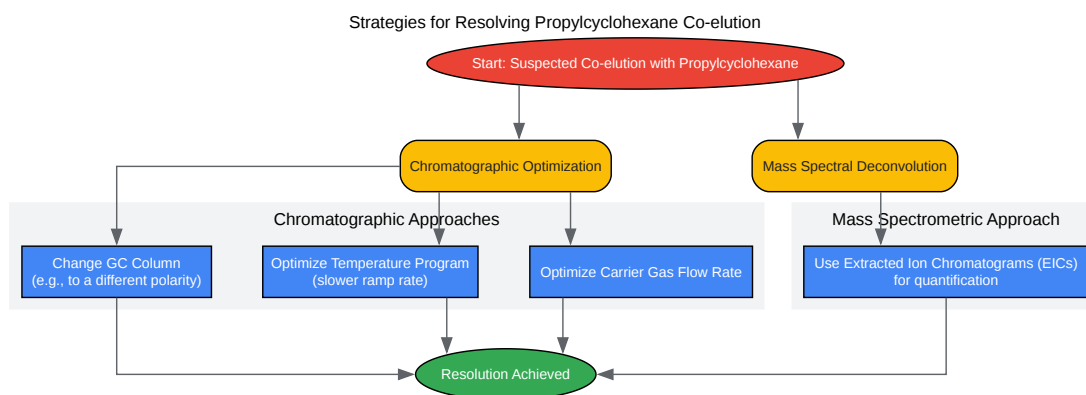 Strategies for Resolving Propylcyclohexane Co-elution
Start: Suspected Co-elution with Propylcyclohexane
Chromatographic Optimization
Mass Spectral Deconvolution
Chromatographic Approaches
Mass Spectrometric Approach
Change GC Column
(e.g., to a different polarity)
Optimize Temperature Program
(slower ramp rate)
Optimize Carrier Gas Flow Rate
Use Extracted Ion Chromatograms (EICs)
for quantification
Resolution Achieved